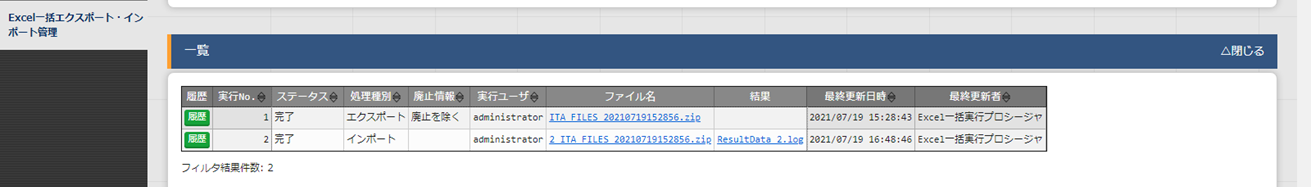 Excel一括エクスポート・イン
ポート管理
一覧 △閉じる
履歴 実行No. ステータス 処理種別 廃止情報 実行ユーザ ファイル名 結果 最終更新日時 最終更新者
履歴 1 完了 エクスポート 廃止を除く administrator ITA_FILES_20210719152856.zip 2021/07/19 15:28:43 Excel一括実行プロシージャ
履歴 2 完了 インポート administrator 2_ITA_FILES_20210719152856.zip ResultData_2.log 2021/07/19 16:48:46 Excel一括実行プロシージャ
フィルタ結果件数: 2